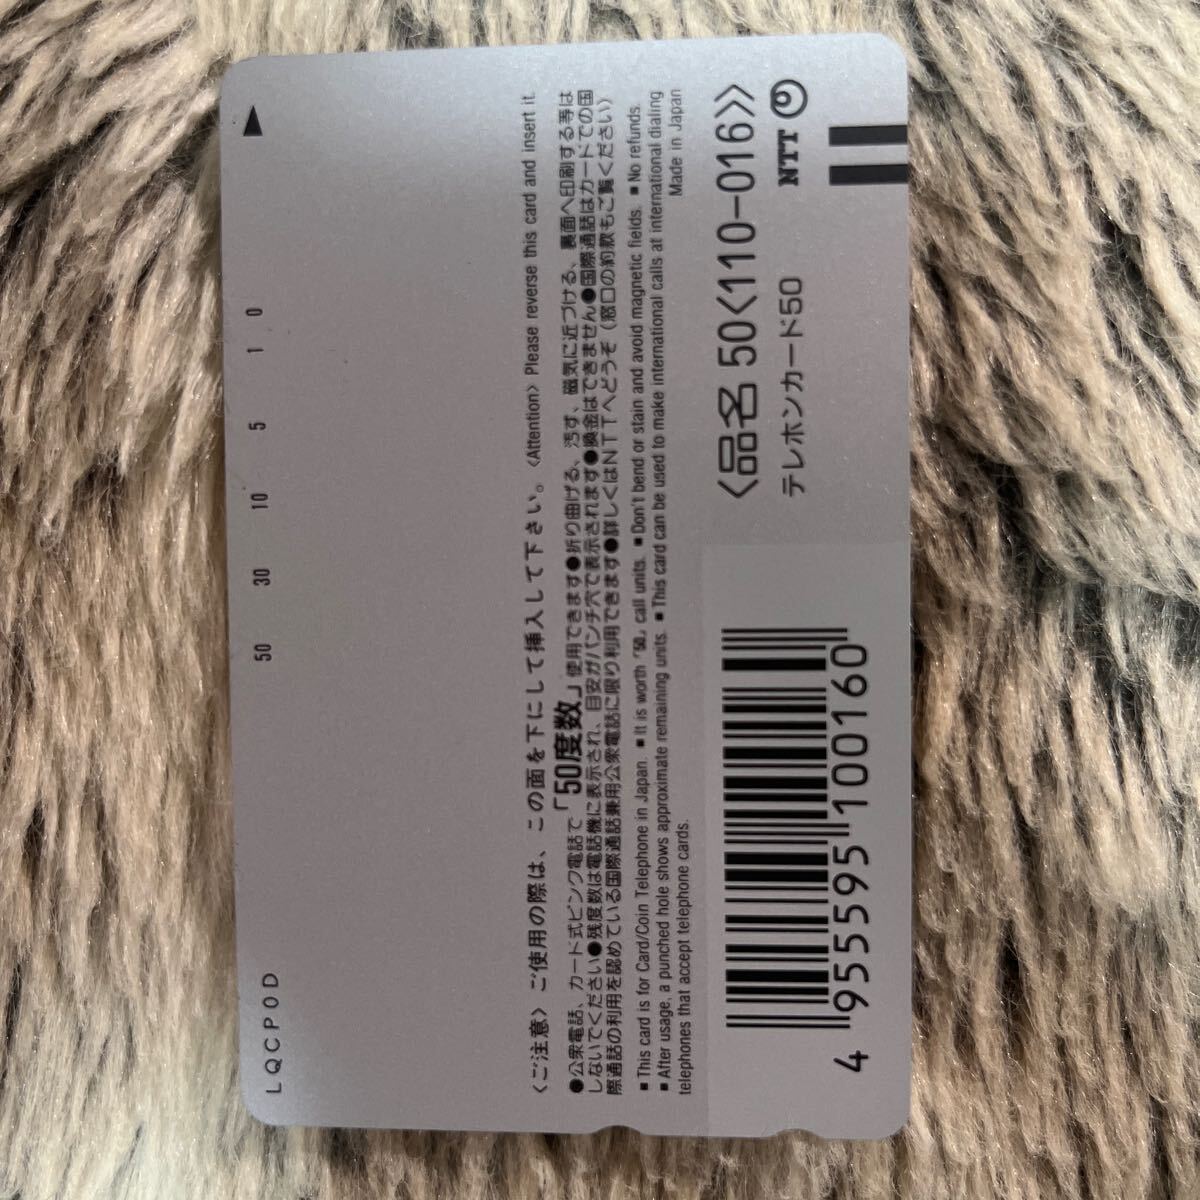 50 30 10 5 1 0
LQCP0D
〈ご注意〉ご使用の際は、この面を下にして挿入して下さい。〈Attention〉Please reverse this card and insert it.
●公衆電話、カード式ピンク電話で「50度数」使用できます●折り曲げる、汚す、磁気に近づける、裏面へ印刷する等は
しないでください●残度数は電話機に表示され、目安がパンチ穴で表示されます●換金はできません●国際通話はカードでの国
際通話の利用を認めている国際通話兼用公衆電話に限り利用できます●詳しくはNTTへどうぞ（窓口の約款もご覧ください）
■This card is for Card/Coin Telephone in Japan. ■It is worth「50」call units. ■Don't bend or stain and avoid magnetic fields. ■No refunds.
■After usage, a punched hole shows approximate remaining units. ■This card can be used to make international calls at international dialing
telephones that accept telephone cards. Made in Japan
〈品名 50〈110-016〉〉
テレホンカード50
NTT
4 955595 100160